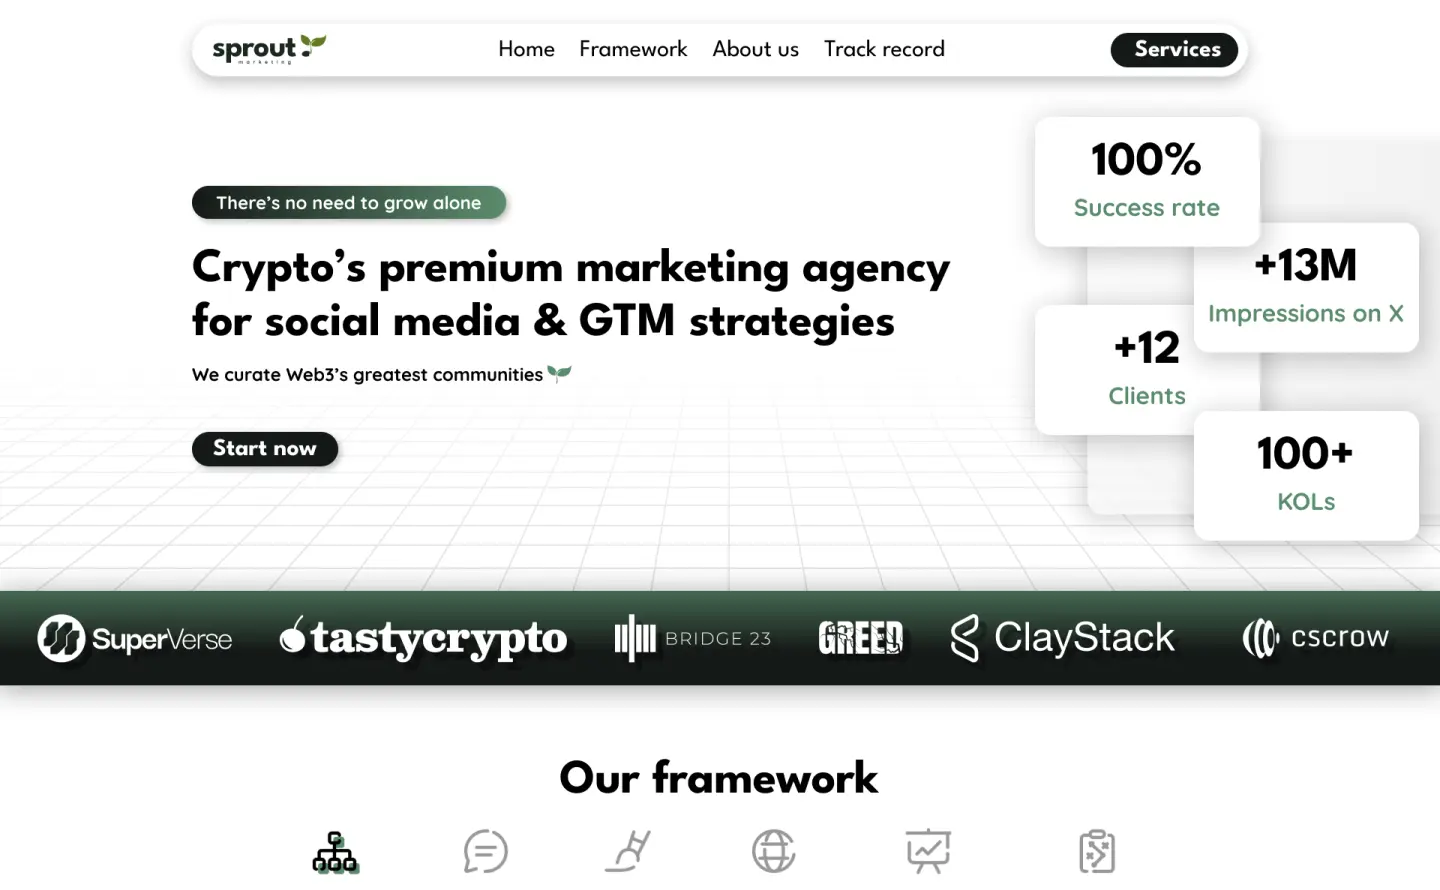 sprout
marketing
Home
Framework
About us
Track record
Services
There’s no need to grow alone
Crypto’s premium marketing agency
for social media & GTM strategies
We curate Web3’s greatest communities
Start now
100%
Success rate
+13M
Impressions on X
+12
Clients
100+
KOLs
SuperVerse
tastycrypto
BRIDGE 23
GREED
ClayStack
cscrow
Our framework